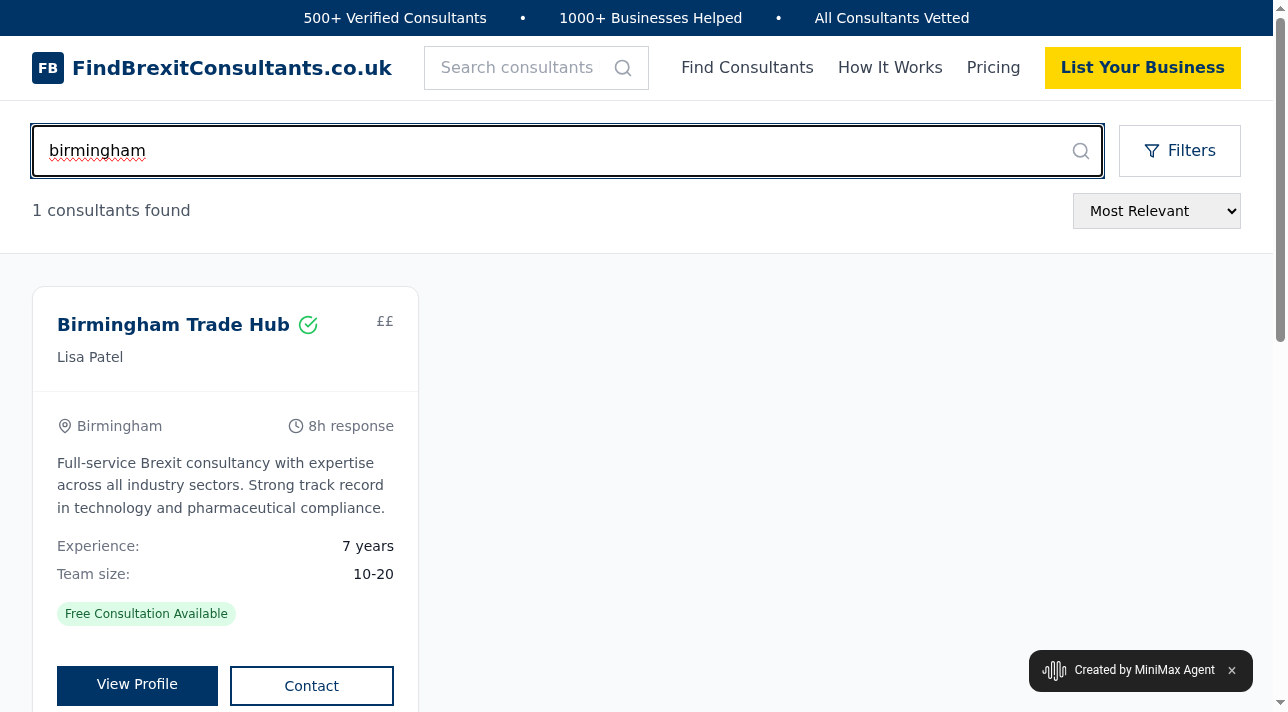 500+ Verified Consultants • 1000+ Businesses Helped • All Consultants Vetted
FB FindBrexitConsultants.co.uk Search consultants Find Consultants How It Works Pricing List Your Business
birmingham Filters
1 consultants found Most Relevant
Birmingham Trade Hub ££
Lisa Patel
Birmingham 8h response
Full-service Brexit consultancy with expertise
across all industry sectors. Strong track record
in technology and pharmaceutical compliance.
Experience: 7 years
Team size: 10-20
Free Consultation Available
View Profile Contact
Created by MiniMax Agent ×